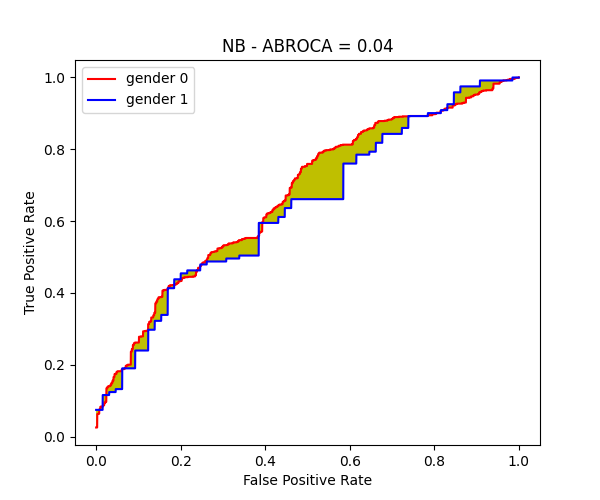 NB - ABROCA = 0.04
gender 0
gender 1
True Positive Rate
1.0
0.8
0.6
0.4
0.2
0.0
0.0 0.2 0.4 0.6 0.8 1.0
False Positive Rate